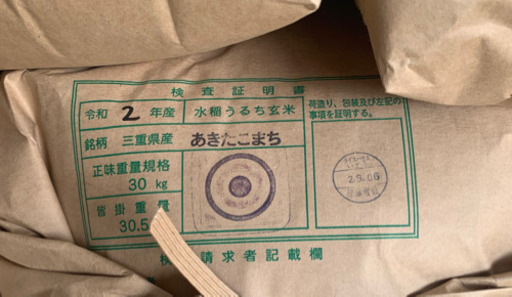 検査証明書
令和 2 年産 水稲うるち玄米
銘柄 三重県産 あきたこまち
正味重量規格
30 kg
皆掛重量
30.5
荷造り、包装及び左記の
事項を証明する。
2.9.06
請求者記載欄